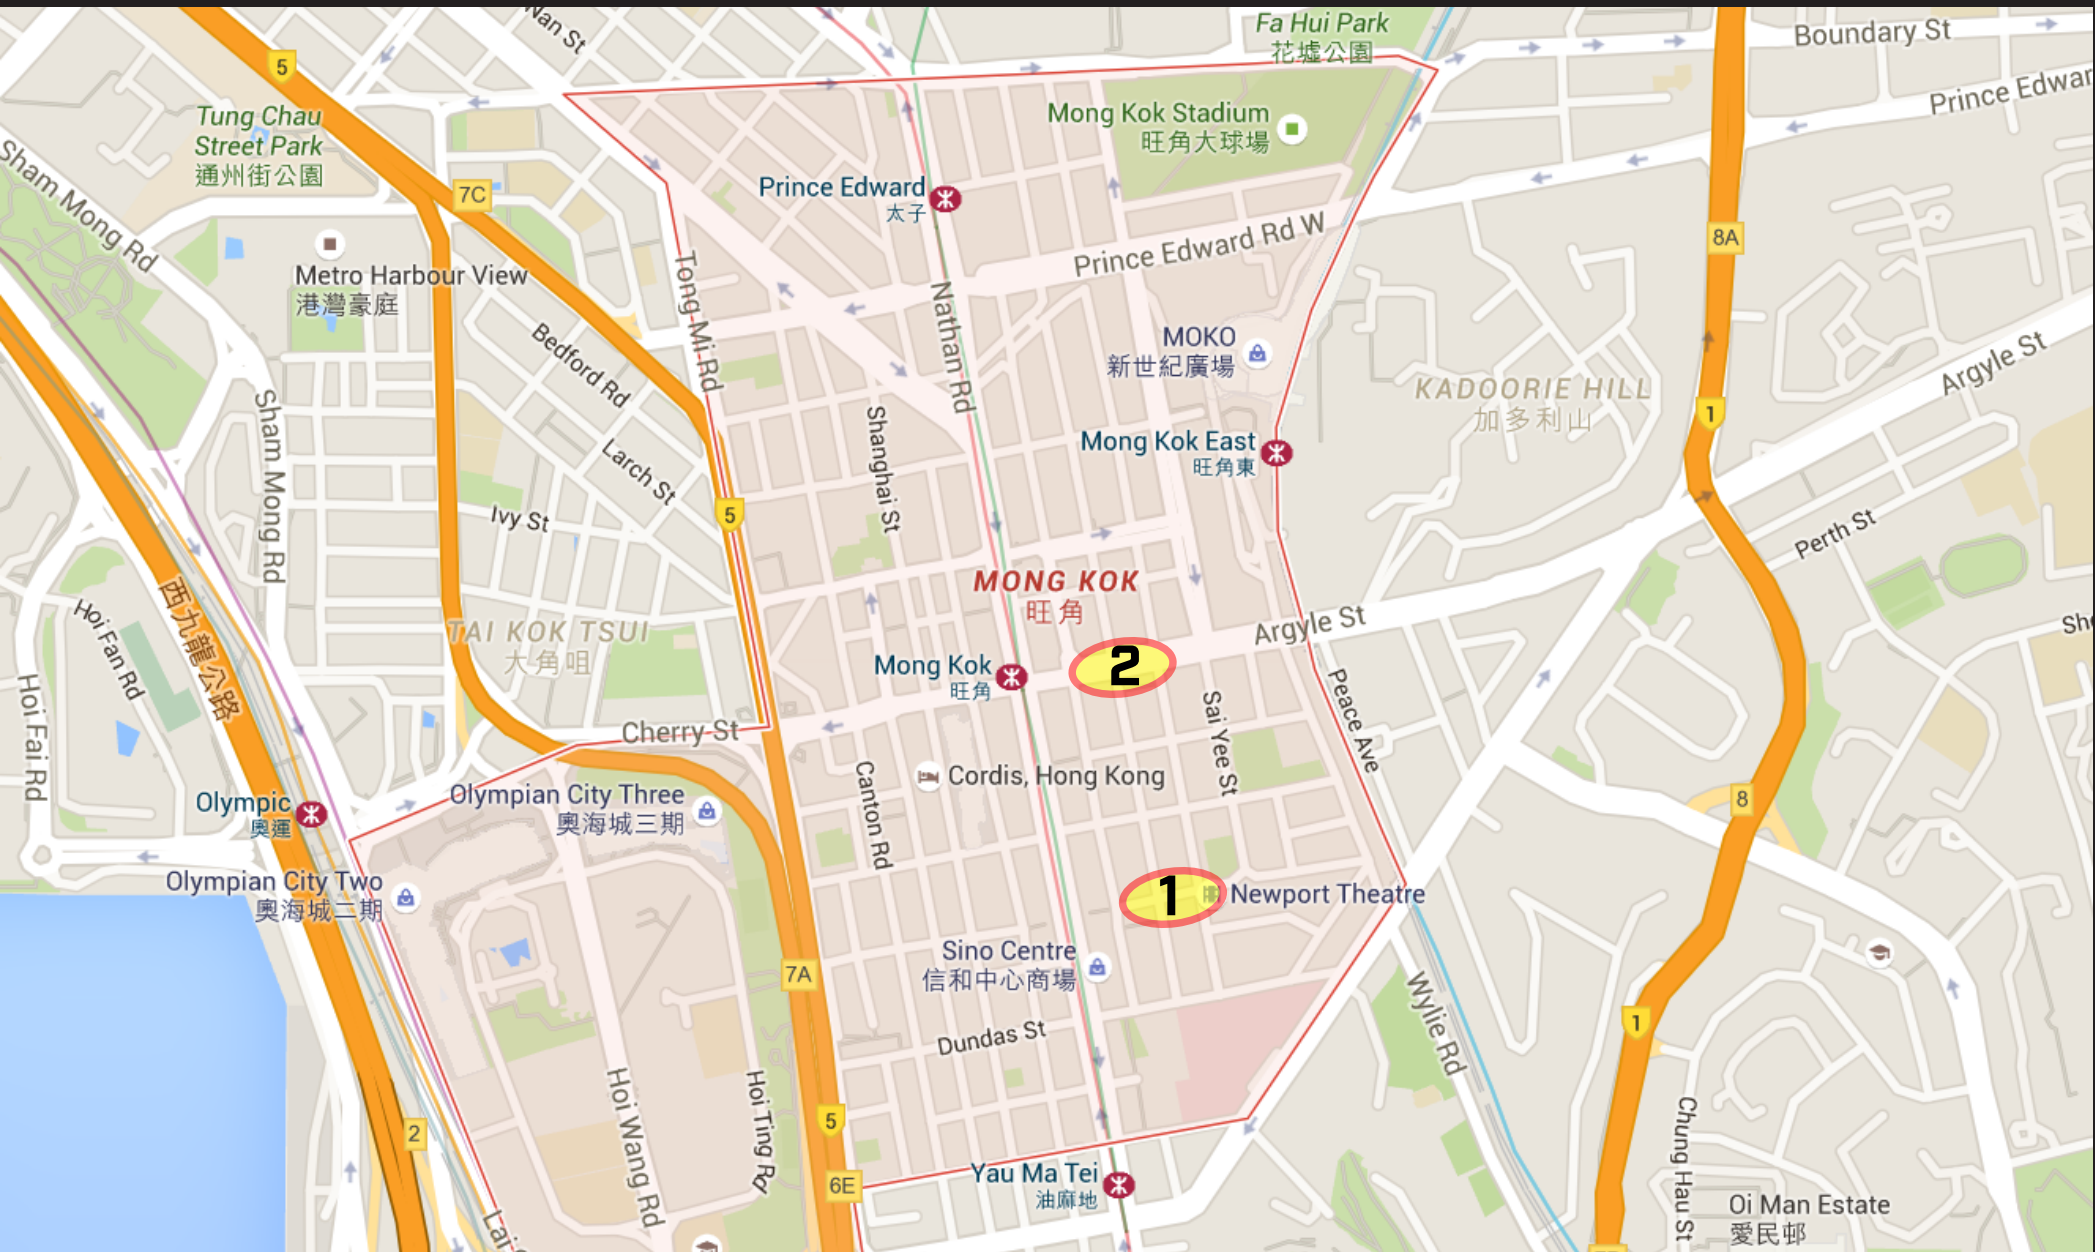 Nan St
Fa Hui Park
花墟公園
Boundary St
5
Tung Chau
Street Park
通州街公園
Mong Kok Stadium
旺角大球場
Prince Edwar
Sham Mong Rd
7C
Prince Edward
太子
Prince Edward Rd W
8A
Metro Harbour View
港灣豪庭
Tong Mi Rd
Nathan Rd
Bedford Rd
MOKO
新世紀廣場
Argyle St
KADOORIE HILL
加多利山
1
Sham Mong Rd
Shanghai St
Mong Kok East
旺角東
Larch St
Ivy St
5
Perth St
MONG KOK
旺角
西九龍公路
Hoi Fan Rd
TAI KOK TSUI
大角咀
Argyle St
Sh
Mong Kok
旺角
2
Hoi Fai Rd
Cherry St
Sai Yee St
Peace Ave
Cordis, Hong Kong
Canton Rd
Olympic
奧運
Olympian City Three
奧海城三期
8
Olympian City Two
奧海城二期
1
Newport Theatre
Sino Centre
信和中心商場
7A
Wylie Rd
1
Dundas St
Hoi Wang Rd
Hoi Ting Rd
5
2
Chung Hau St
Yau Ma Tei
油麻地
6E
Lai
Oi Man Estate
愛民邨